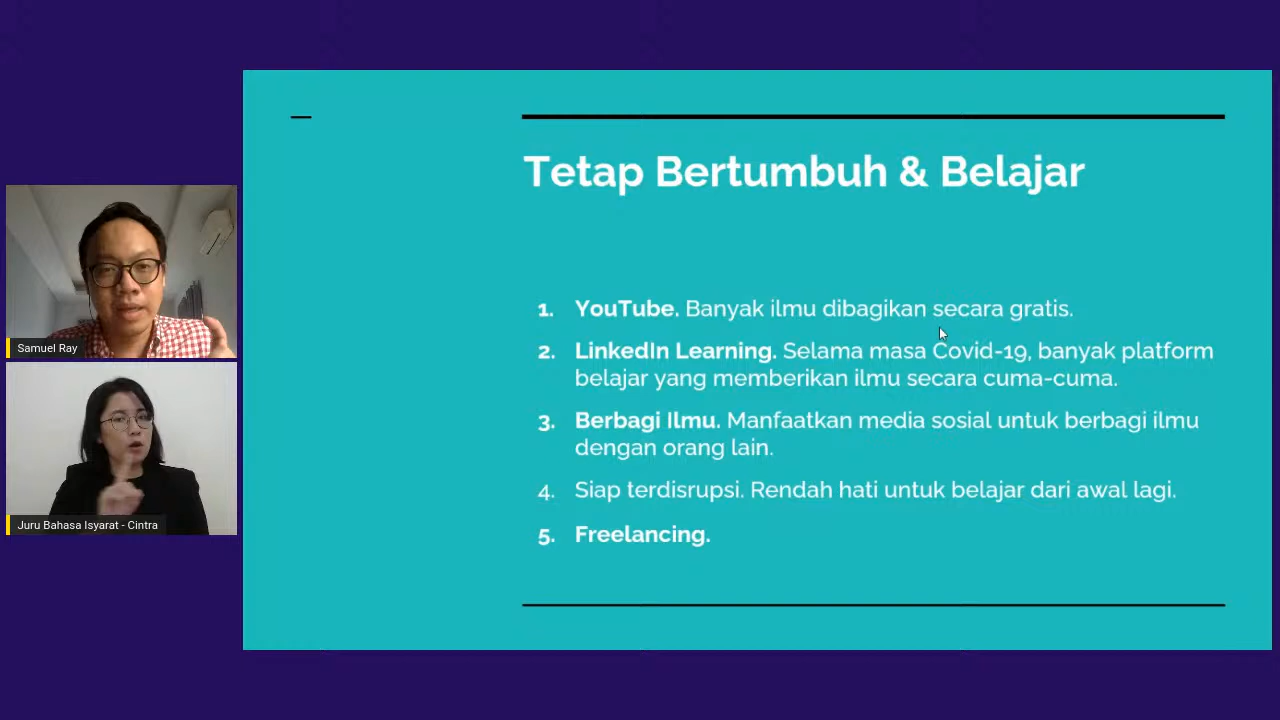 Tetap Bertumbuh & Belajar
1. YouTube. Banyak ilmu dibagikan secara gratis.
2. LinkedIn Learning. Selama masa Covid-19, banyak platform
belajar yang memberikan ilmu secara cuma-cuma.
3. Berbagi Ilmu. Manfaatkan media sosial untuk berbagi ilmu
dengan orang lain.
4. Siap terdisrupsi. Rendah hati untuk belajar dari awal lagi.
5. Freelancing.
Samuel Ray
Juru Bahasa Isyarat - Cintra